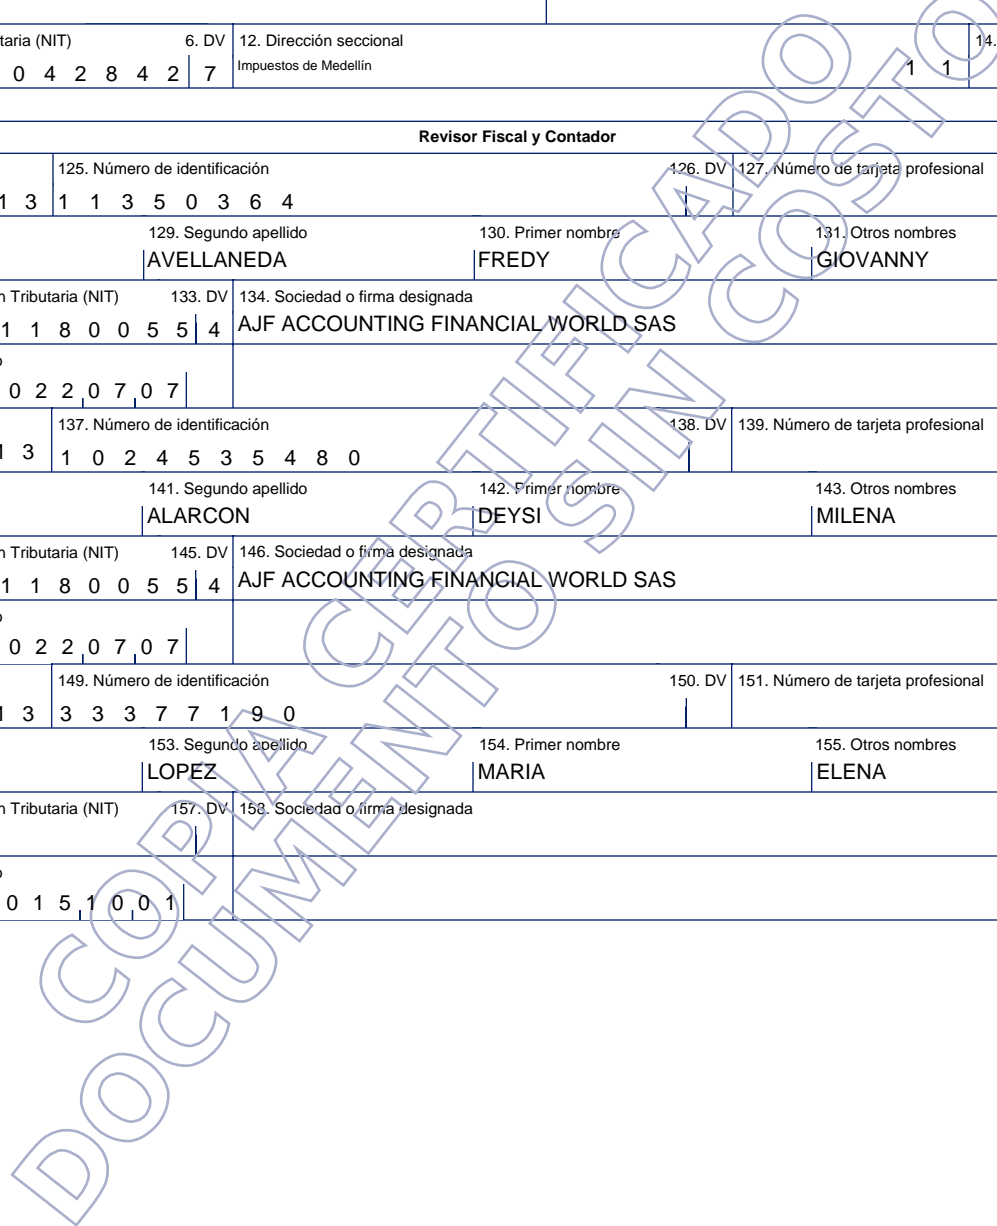 taria (NIT) 6. DV 12. Dirección seccional 14.
0 4 2 8 4 2 7 Impuestos de Medellín 1 1
Revisor Fiscal y Contador
125. Número de identificación 126. DV 127. Número de tarjeta profesional
1 3 1 1 3 5 0 3 6 4
129. Segundo apellido 130. Primer nombre 131. Otros nombres
AVELLANEDA FREDY GIOVANNY
n Tributaria (NIT) 133. DV 134. Sociedad o firma designada
1 1 8 0 0 5 5 4 AJF ACCOUNTING FINANCIAL WORLD SAS
o
0 2 2 0 7 0 7
137. Número de identificación 138. DV 139. Número de tarjeta profesional
1 3 1 0 2 4 5 3 5 4 8 0
141. Segundo apellido 142. Primer nombre 143. Otros nombres
ALARCON DEYSI MILENA
n Tributaria (NIT) 145. DV 146. Sociedad o firma designada
1 1 8 0 0 5 5 4 AJF ACCOUNTING FINANCIAL WORLD SAS
o
0 2 2 0 7 0 7
149. Número de identificación 150. DV 151. Número de tarjeta profesional
1 3 3 3 3 7 7 1 9 0
153. Segundo apellido 154. Primer nombre 155. Otros nombres
LOPEZ MARIA ELENA
n Tributaria (NIT) 157. DV 158. Sociedad o firma designada
o
0 1 5 1 0 0 1
COPIA CERTIFICADO
DOCUMENTO SIN COSTO